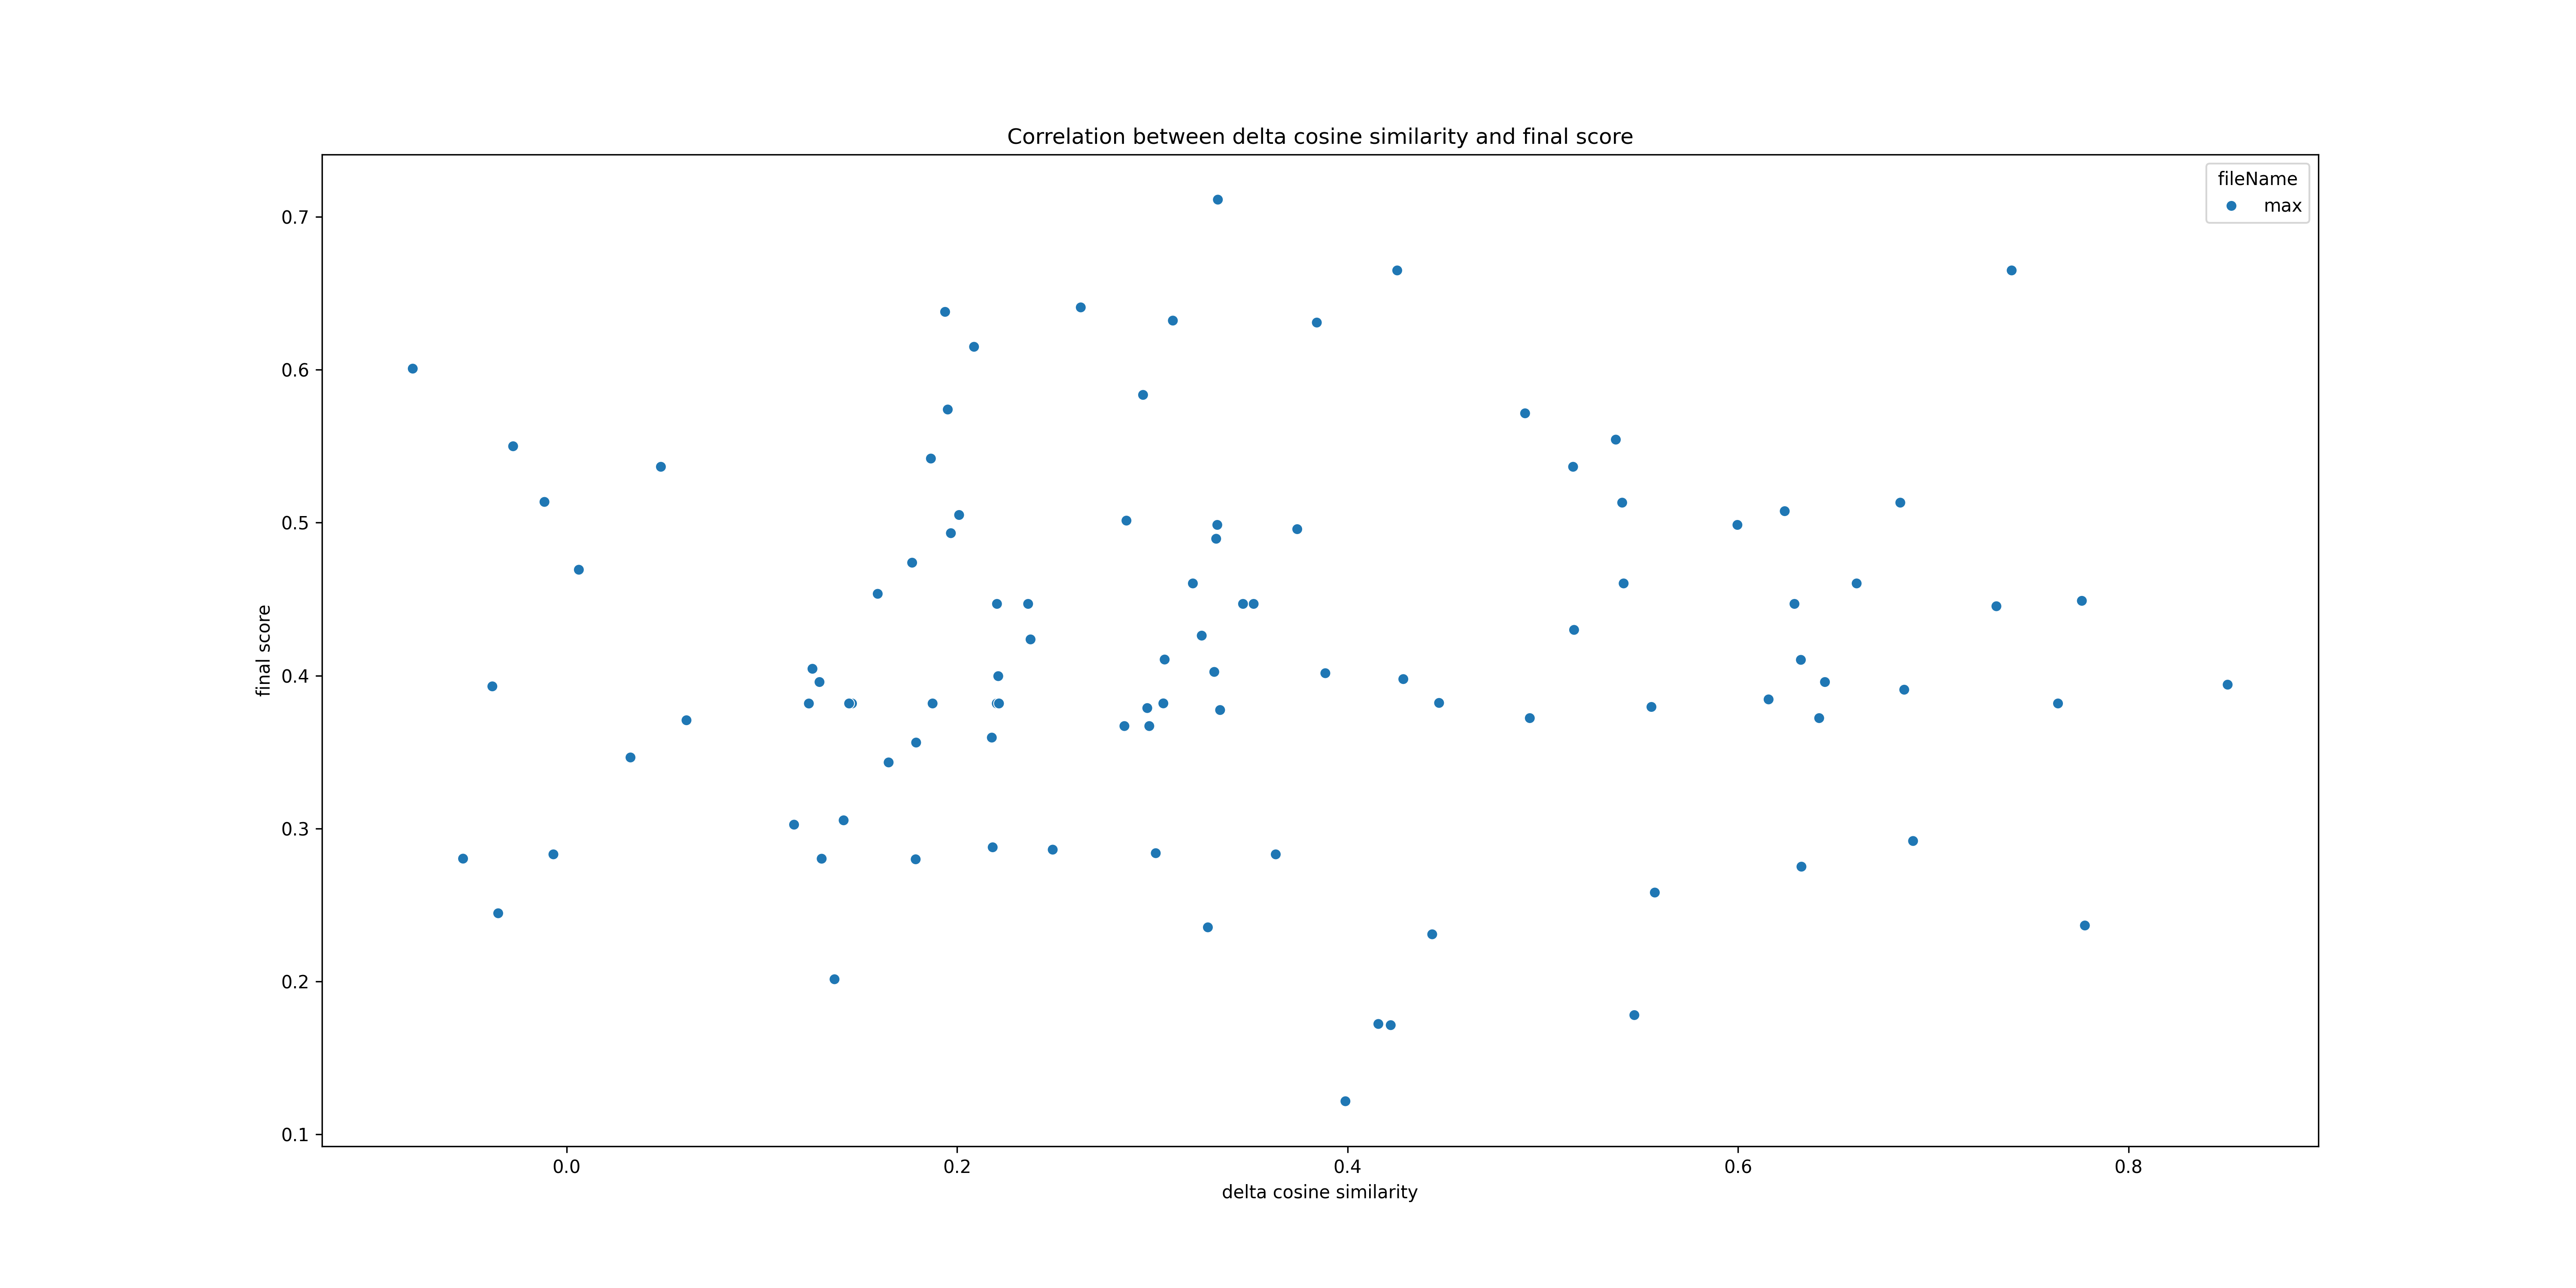 Correlation between delta cosine similarity and final score
fileName
max
0.7
0.6
0.5
0.4
0.3
0.2
0.1
final score
0.0 0.2 0.4 0.6 0.8
delta cosine similarity